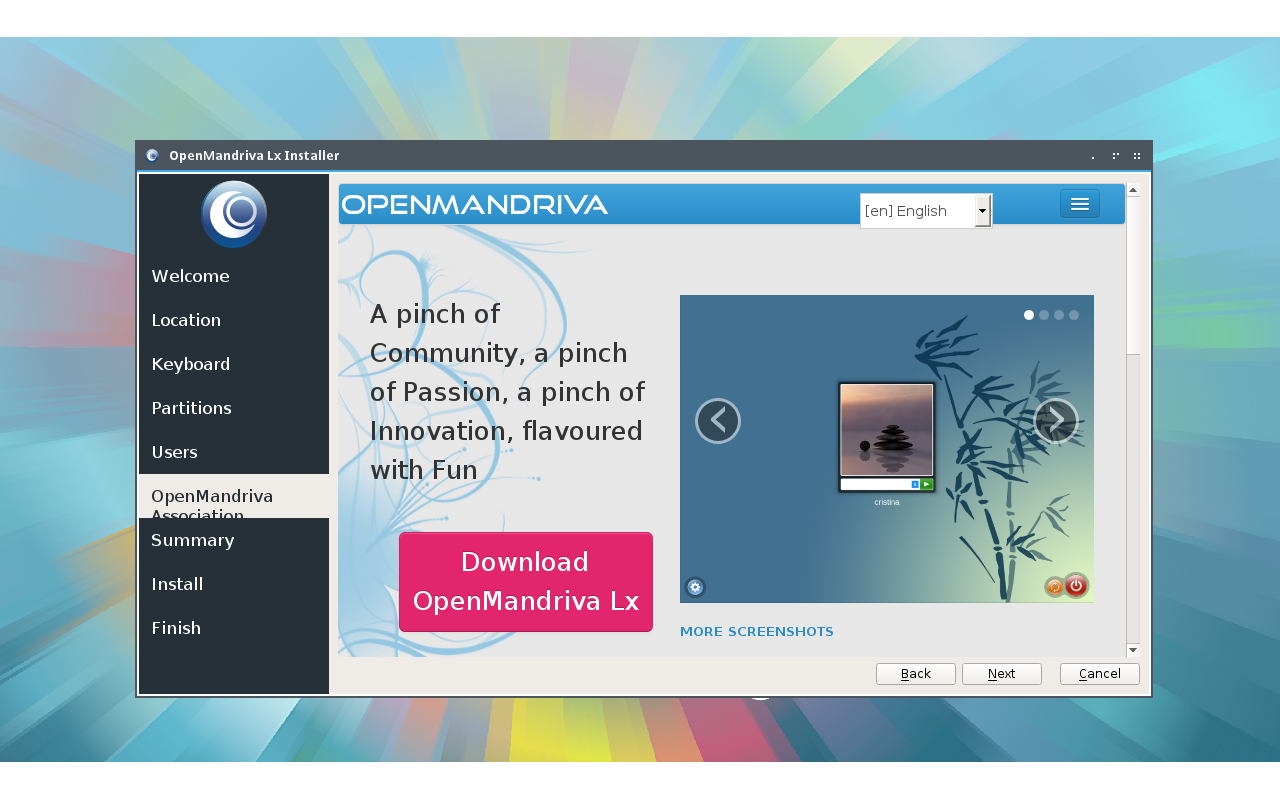 OpenMandriva Lx Installer
Welcome
Location
Keyboard
Partitions
Users
OpenMandriva
Association
Summary
Install
Finish
OPENMANDRIVA
[en] English
A pinch of
Community, a pinch
of Passion, a pinch of
Innovation, flavoured
with Fun
Download
OpenMandriva Lx
cristina
MORE SCREENSHOTS
Back
Next
Cancel